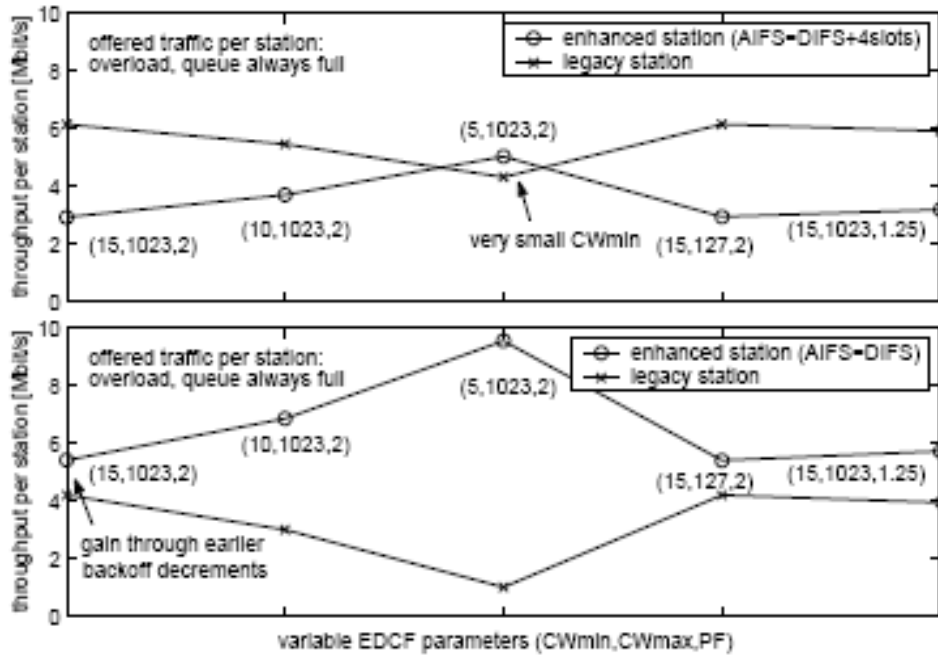 10
8
6
4
2
0
throughput per station [Mbit/s]
offered traffic per station:
overload, queue always full
enhanced station (AIFS=DIFS+4slots)
legacy station
(5,1023,2)
(15,1023,2)
(10,1023,2)
very small CWmin
(15,127,2)
(15,1023,1.25)
10
8
6
4
2
0
throughput per station [Mbit/s]
offered traffic per station:
overload, queue always full
enhanced station (AIFS=DIFS)
legacy station
(5,1023,2)
(10,1023,2)
(15,1023,2)
(15,127,2)
(15,1023,1.25)
gain through earlier
backoff decrements
variable EDCF parameters (CWmin,CWmax,PF)